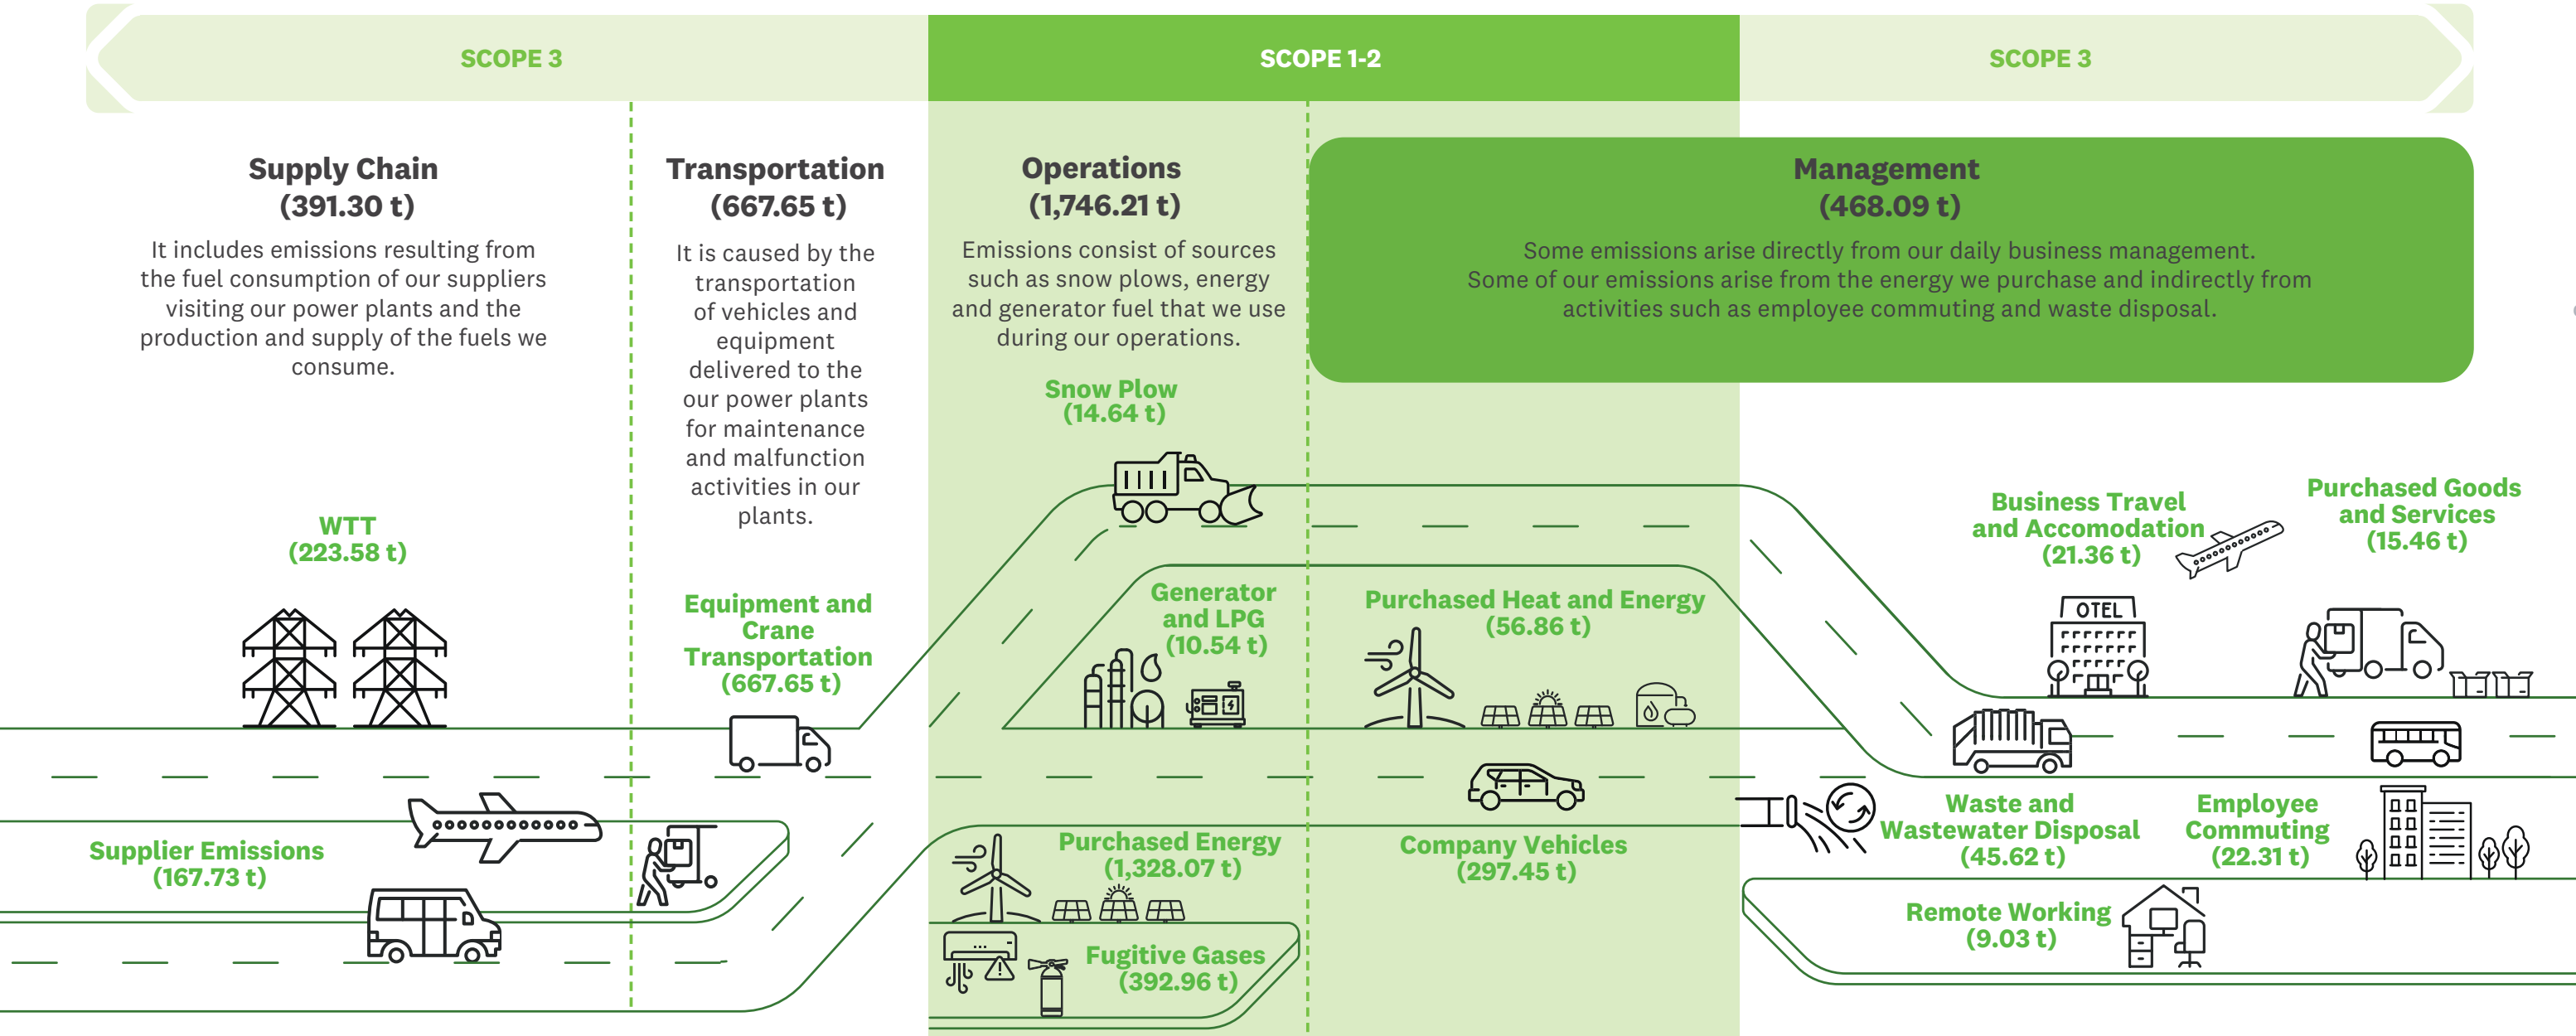 SCOPE 3
SCOPE 1-2
SCOPE 3
Supply Chain
(391.30 t)
It includes emissions resulting from
the fuel consumption of our suppliers
visiting our power plants and the
production and supply of the fuels we
consume.
Transportation
(667.65 t)
It is caused by the
transportation
of vehicles and
equipment
delivered to the
our power plants
for maintenance
and malfunction
activities in our
plants.
Operations
(1,746.21 t)
Emissions consist of sources
such as snow plows, energy
and generator fuel that we use
during our operations.
Management
(468.09 t)
Some emissions arise directly from our daily business management.
Some of our emissions arise from the energy we purchase and indirectly from
activities such as employee commuting and waste disposal.
WTT
(223.58 t)
Supplier Emissions
(167.73 t)
Equipment and
Crane
Transportation
(667.65 t)
Snow Plow
(14.64 t)
Generator
and LPG
(10.54 t)
Purchased Energy
(1,328.07 t)
Fugitive Gases
(392.96 t)
Purchased Heat and Energy
(56.86 t)
Company Vehicles
(297.45 t)
Business Travel
and Accomodation
(21.36 t)
OTEL
Purchased Goods
and Services
(15.46 t)
Waste and
Wastewater Disposal
(45.62 t)
Employee
Commuting
(22.31 t)
Remote Working
(9.03 t)